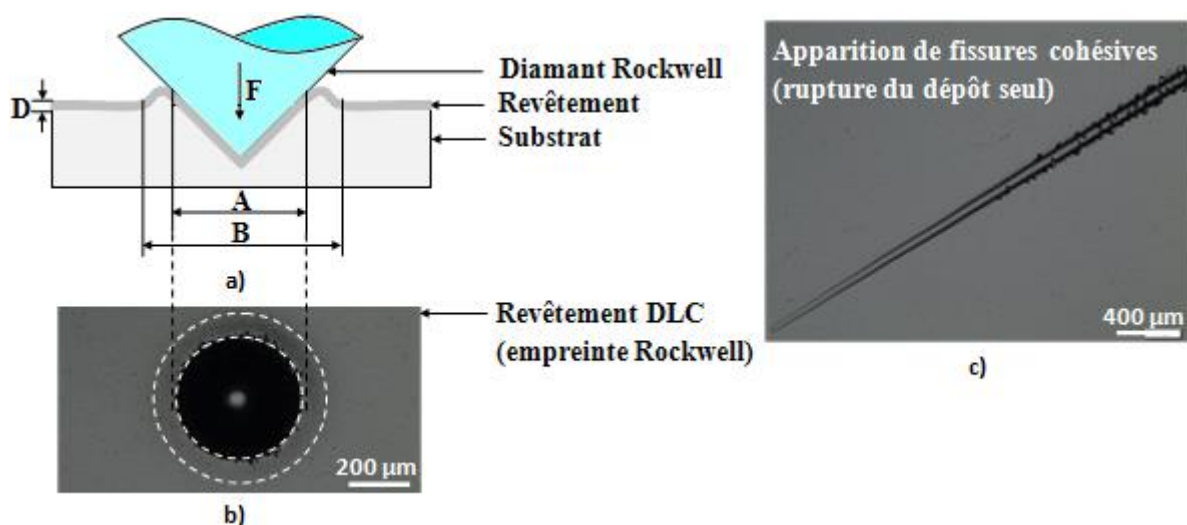 F
D
Diamant Rockwell
Revêtement
Substrat
A
B
a)
Revêtement DLC
(empreinte Rockwell)
200 µm
b)
Apparition de fissures cohésives
(rupture du dépôt seul)
400 µm
c)